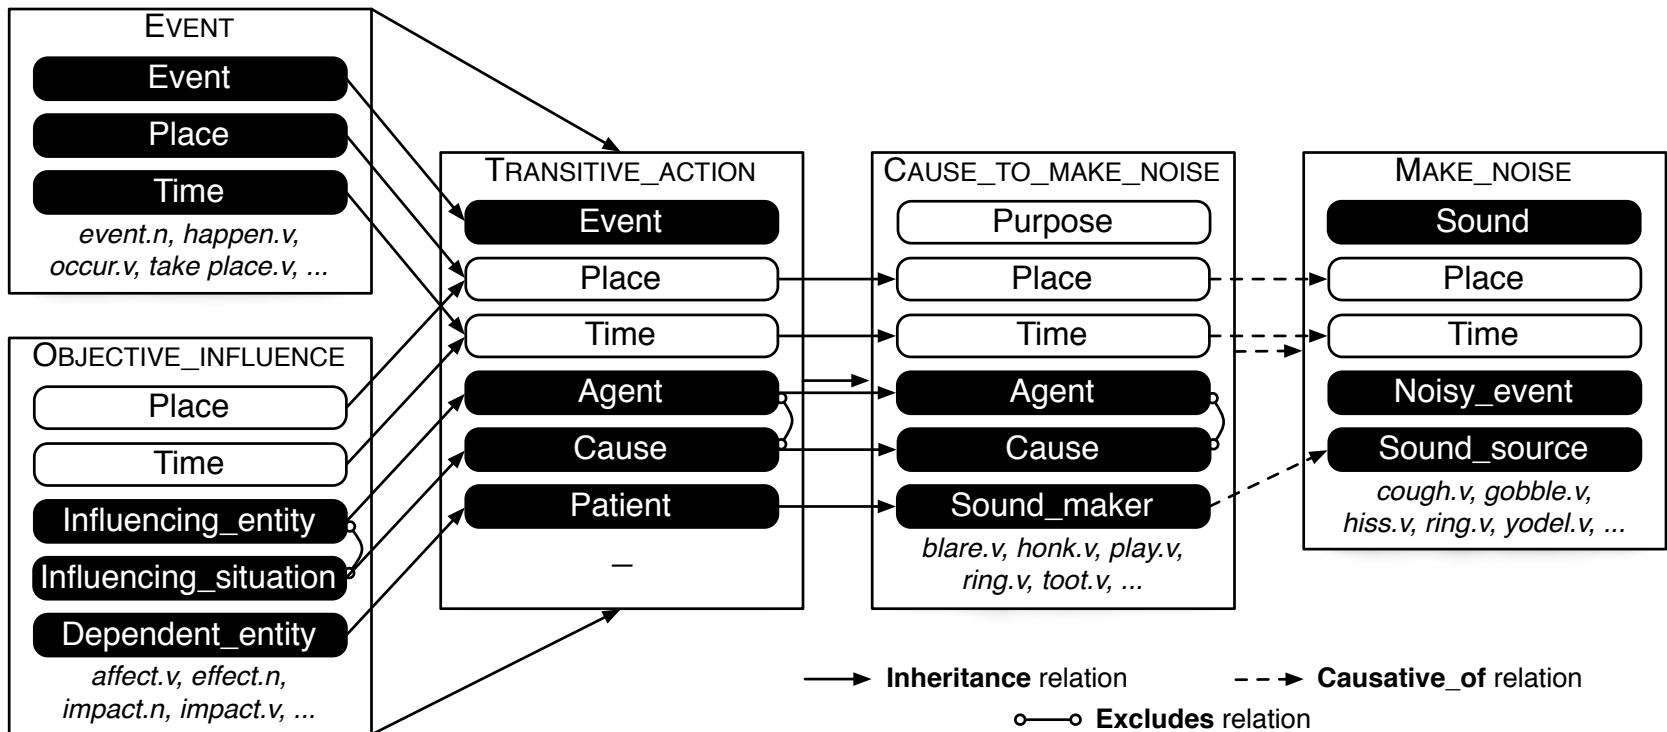 EVENT
Event
Place
Time
event.n, happen.v,
occur.v, take place.v, ...
OBJECTIVE_INFLUENCE
Place
Time
Influencing_entity
Influencing_situation
Dependent_entity
affect.v, effect.n,
impact.n, impact.v, ...
TRANSITIVE_ACTION
Event
Place
Time
Agent
Cause
Patient
–
CAUSE_TO_MAKE_NOISE
Purpose
Place
Time
Agent
Cause
Sound_maker
blare.v, honk.v, play.v,
ring.v, toot.v, ...
MAKE_NOISE
Sound
Place
Time
Noisy_event
Sound_source
cough.v, gobble.v,
hiss.v, ring.v, yodel.v, ...
Inheritance relation
Causative_of relation
Excludes relation